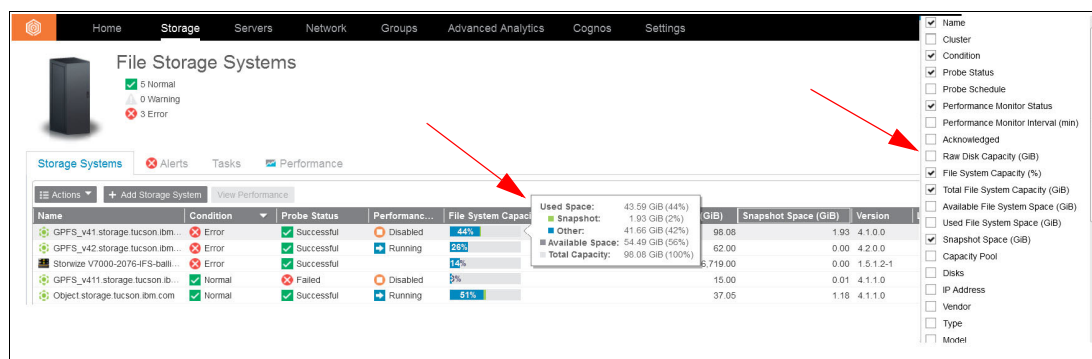 Home Storage Servers Network Groups Advanced Analytics Cognos Settings
File Storage Systems
5 Normal
0 Warning
3 Error
Storage Systems Alerts Tasks Performance
Actions + Add Storage System View Performance
Name Condition Probe Status Performanc... File System Capaci (GiB) Snapshot Space (GiB) Version
GPFS_v41.storage.tucson.ibm... Error Successful Disabled 44% 98.08 1.93 4.1.0.0
GPFS_v42.storage.tucson.ibm... Error Successful Running 26% 62.00 0.00 4.2.0.0
Storwize V7000-2076-IFS-balli... Error Successful 14% 6,719.00 0.00 1.5.1.2-1
GPFS_v411.storage.tucson.ib... Normal Failed Disabled 3% 15.00 0.01 4.1.1.0
Object.storage.tucson.ibm.com Normal Successful Running 51% 37.05 1.18 4.1.1.0
Used Space: 43.59 GiB (44%)
Snapshot: 1.93 GiB (2%)
Other: 41.66 GiB (42%)
Available Space: 54.49 GiB (56%)
Total Capacity: 98.08 GiB (100%)
Name
Cluster
Condition
Probe Status
Probe Schedule
Performance Monitor Status
Performance Monitor Interval (min)
Acknowledged
Raw Disk Capacity (GiB)
File System Capacity (%)
Total File System Capacity (GiB)
Available File System Space (GiB)
Used File System Space (GiB)
Snapshot Space (GiB)
Capacity Pool
Disks
IP Address
Vendor
Type
Model